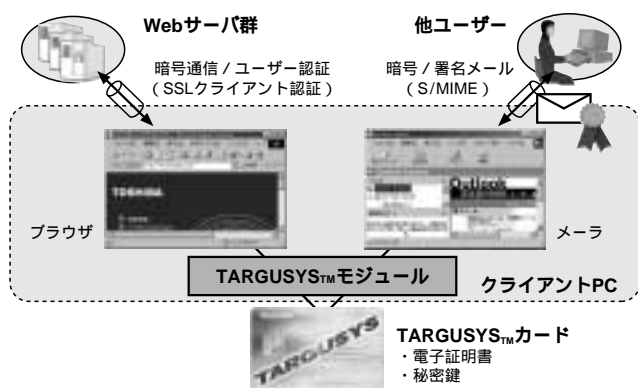 Webサーバ群
他ユーザー
暗号通信 / ユーザー認証
（SSLクライアント認証）
暗号 / 署名メール
（S/MIME）
TOSHIBA
Outlook
ブラウザ
メーラ
TARGUSYS™モジュール
クライアントPC
TARGUSYS
TARGUSYS™カード
・電子証明書
・秘密鍵